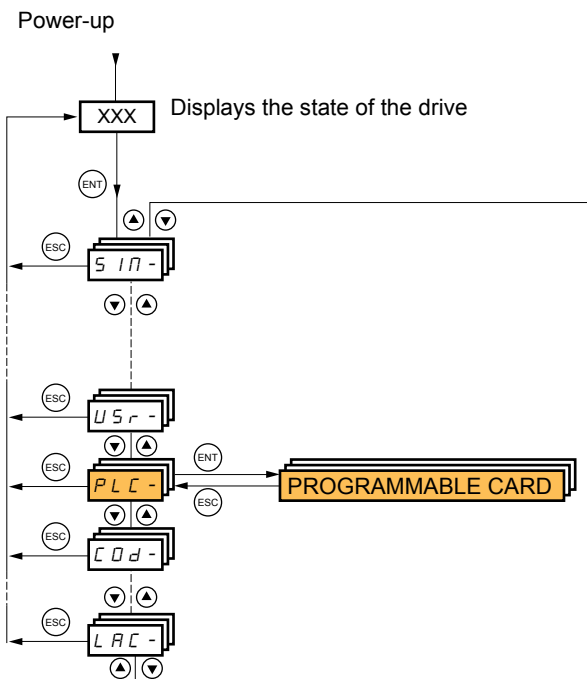 Power-up
XXX Displays the state of the drive
ENT
ESC
SIM-
ESC
USr-
ESC ENT
PLC- PROGRAMMABLE CARD
ESC
ESC
COd-
ESC
LAC-